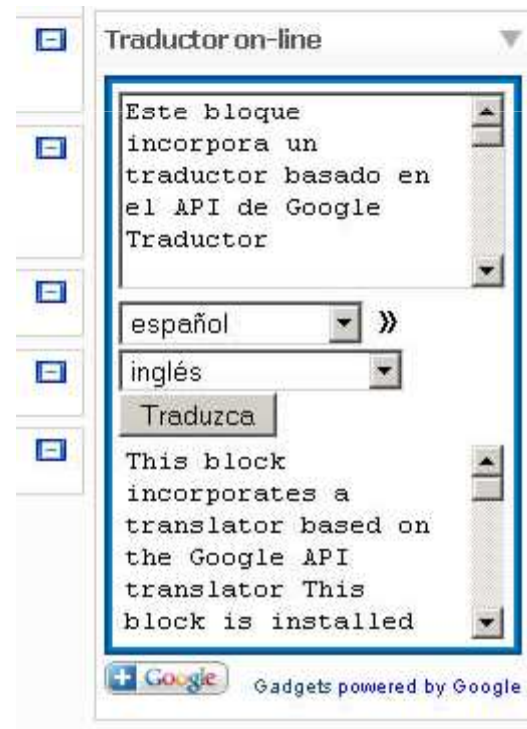 Traductor on-line
Este bloque
incorpora un
traductor basado en
el API de Google
Traductor
español »
inglés
Traduzca
This block
incorporates a
translator based on
the Google API
translator This
block is installed
Google Gadgets powered by Google